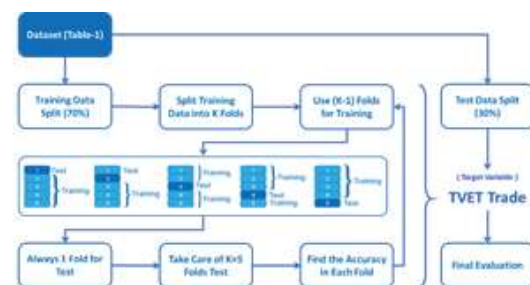 Dataset (Table-1)
Training Data
Split (70%)
Split Training
Data into K Folds
Use (K-1) Folds
for Training
Test Data Split
(30%)
Test
Training
Test
Training
Training
Test
Training
Training
Test
Training
Training
Test
( Target Variable )
TVET Trade
Always 1 Fold for
Test
Take Care of K=5
Folds Test
Find the Accuracy
in Each Fold
Final Evaluation